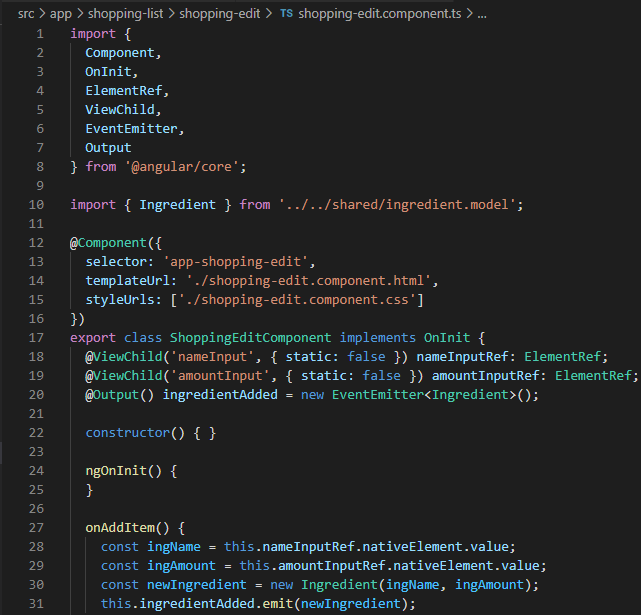 src > app > shopping-list > shopping-edit > TS shopping-edit.component.ts > ...
1 import {
2 Component,
3 OnInit,
4 ElementRef,
5 ViewChild,
6 EventEmitter,
7 Output
8 } from '@angular/core';
9
10 import { Ingredient } from '../../shared/ingredient.model';
11
12 @Component({
13 selector: 'app-shopping-edit',
14 templateUrl: './shopping-edit.component.html',
15 styleUrls: ['./shopping-edit.component.css']
16 })
17 export class ShoppingEditComponent implements OnInit {
18 @ViewChild('nameInput', { static: false }) nameInputRef: ElementRef;
19 @ViewChild('amountInput', { static: false }) amountInputRef: ElementRef;
20 @Output() ingredientAdded = new EventEmitter<Ingredient>();
21
22 constructor() { }
23
24 ngOnInit() {
25 }
26
27 onAddItem() {
28 const ingName = this.nameInputRef.nativeElement.value;
29 const ingAmount = this.amountInputRef.nativeElement.value;
30 const newIngredient = new Ingredient(ingName, ingAmount);
31 this.ingredientAdded.emit(newIngredient);